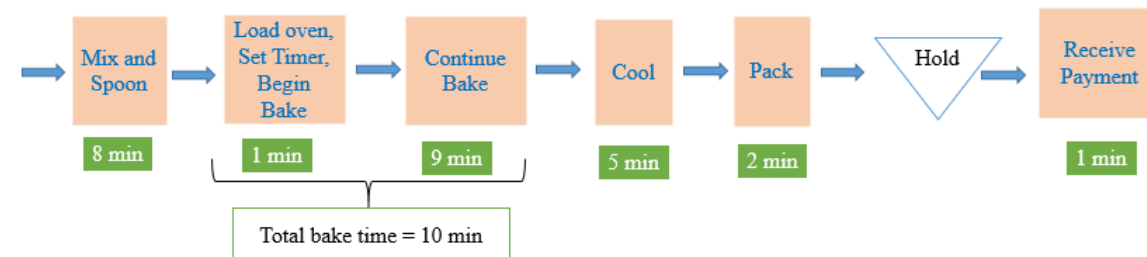 Mix and
Spoon
8 min
Load oven,
Set Timer,
Begin
Bake
1 min
Continue
Bake
9 min
Total bake time = 10 min
Cool
5 min
Pack
2 min
Hold
Receive
Payment
1 min